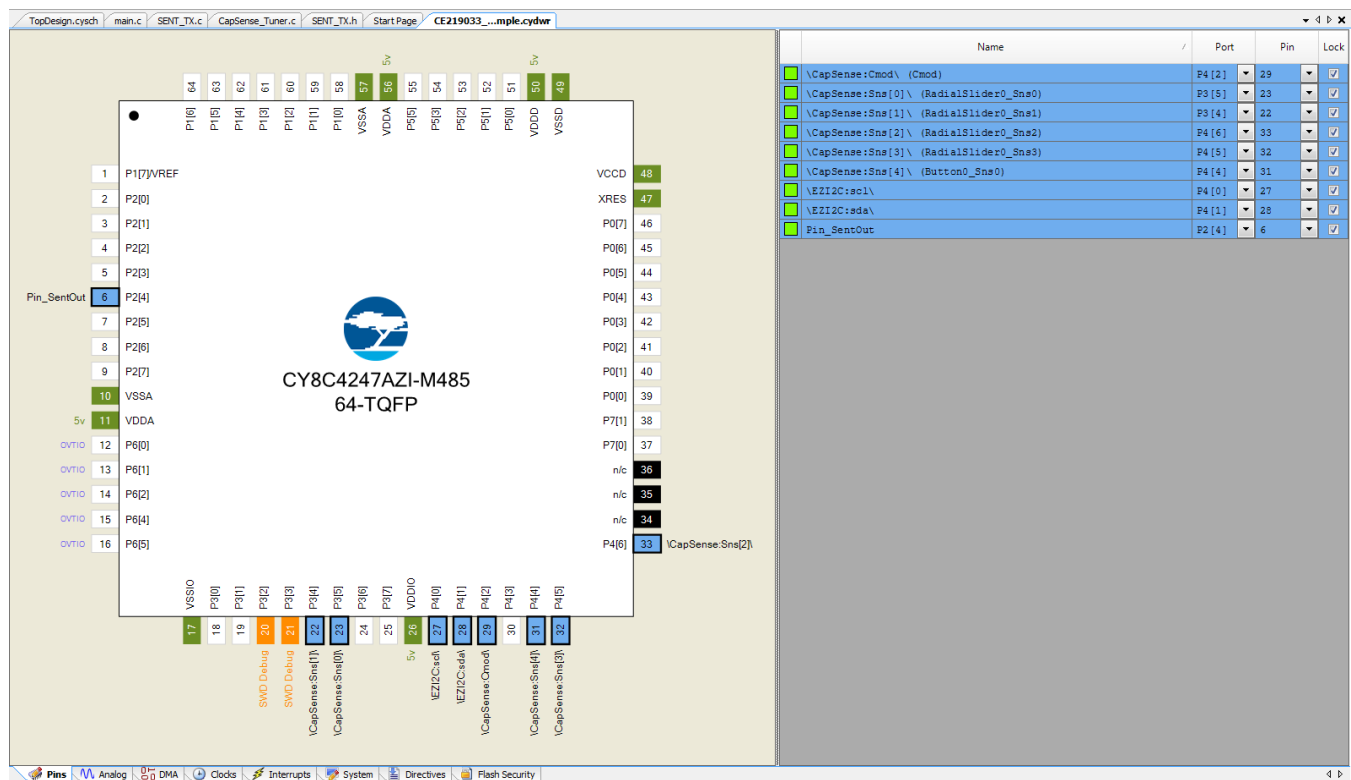 TopDesign.cysch main.c SENT_TX.c CapSense_Tuner.c SENT_TX.h Start Page CE219033_...mple.cydwr
5v 5v
64 63 62 61 60 59 58 57 56 55 54 53 52 51 50 49
P1[6] P1[5] P1[4] P1[3] P1[2] P1[1] P1[0] VSSA VDDA P5[5] P5[3] P5[2] P5[1] P5[0] VDDD VSSD
1 P1[7]/VREF VCCD 48
2 P2[0] XRES 47
3 P2[1] P0[7] 46
4 P2[2] P0[6] 45
5 P2[3] P0[5] 44
Pin_SentOut 6 P2[4] P0[4] 43
7 P2[5] P0[3] 42
8 P2[6] P0[2] 41
9 P2[7] P0[1] 40
10 VSSA P0[0] 39
5v 11 VDDA P7[1] 38
OVTIO 12 P6[0] P7[0] 37
OVTIO 13 P6[1] n/c 36
OVTIO 14 P6[2] n/c 35
OVTIO 15 P6[4] n/c 34
OVTIO 16 P6[5] P4[6] 33 \CapSense:Sns[2]\
CY8C4247AZI-M485
64-TQFP
VSSIO P3[0] P3[1] P3[2] P3[3] P3[4] P3[5] P3[6] P3[7] VDDIO P4[0] P4[1] P4[2] P4[3] P4[4] P4[5]
17 18 19 20 21 22 23 24 25 26 27 28 29 30 31 32
SWD Debug SWD Debug \CapSense:Sns[1]\ \CapSense:Sns[0]\ 5v \EZI2C:scl\ \EZI2C:sda\ \CapSense:Cmod\ \CapSense:Sns[4]\ \CapSense:Sns[3]\
Name / Port Pin Lock
\CapSense:Cmod\ (Cmod) P4[2] 29
\CapSense:Sns[0]\ (RadialSlider0_Sns0) P3[5] 23
\CapSense:Sns[1]\ (RadialSlider0_Sns1) P3[4] 22
\CapSense:Sns[2]\ (RadialSlider0_Sns2) P4[6] 33
\CapSense:Sns[3]\ (RadialSlider0_Sns3) P4[5] 32
\CapSense:Sns[4]\ (Button0_Sns0) P4[4] 31
\EZI2C:scl\ P4[0] 27
\EZI2C:sda\ P4[1] 28
Pin_SentOut P2[4] 6
Pins Analog DMA Clocks Interrupts System Directives Flash Security